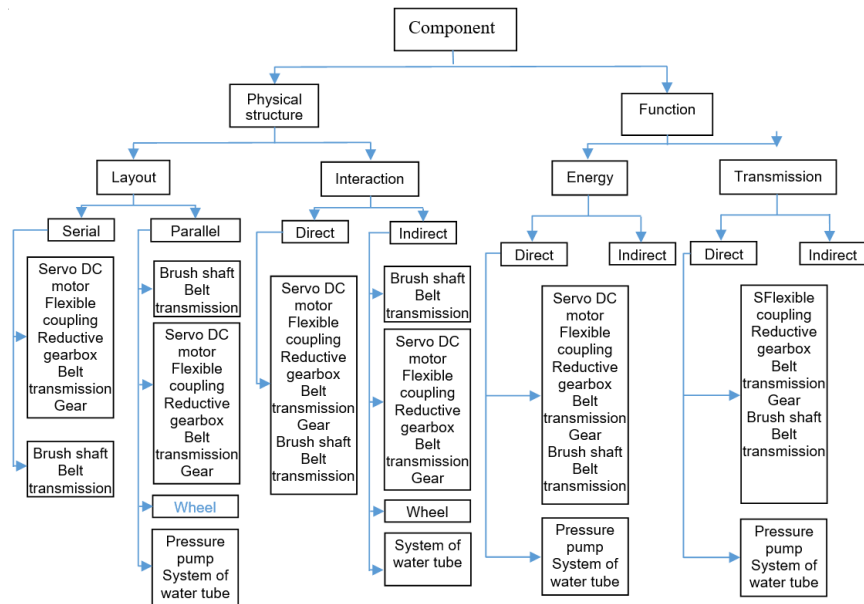 Component
Physical
structure
Function
Layout
Interaction
Energy
Transmission
Serial
Parallel
Direct
Indirect
Direct
Indirect
Direct
Indirect
Servo DC
motor
Flexible
coupling
Reductive
gearbox
Belt
transmission
Gear
Brush shaft
Belt
transmission
Brush shaft
Belt
transmission
Servo DC
motor
Flexible
coupling
Reductive
gearbox
Belt
transmission
Gear
Wheel
Pressure
pump
System of
water tube
Servo DC
motor
Flexible
coupling
Reductive
gearbox
Belt
transmission
Gear
Brush shaft
Belt
transmission
Brush shaft
Belt
transmission
Servo DC
motor
Flexible
coupling
Reductive
gearbox
Belt
transmission
Gear
Wheel
System of
water tube
Servo DC
motor
Flexible
coupling
Reductive
gearbox
Belt
transmission
Gear
Brush shaft
Belt
transmission
Pressure
pump
System of
water tube
SFlexible
coupling
Reductive
gearbox
Belt
transmission
Gear
Brush shaft
Belt
transmission
Pressure
pump
System of
water tube